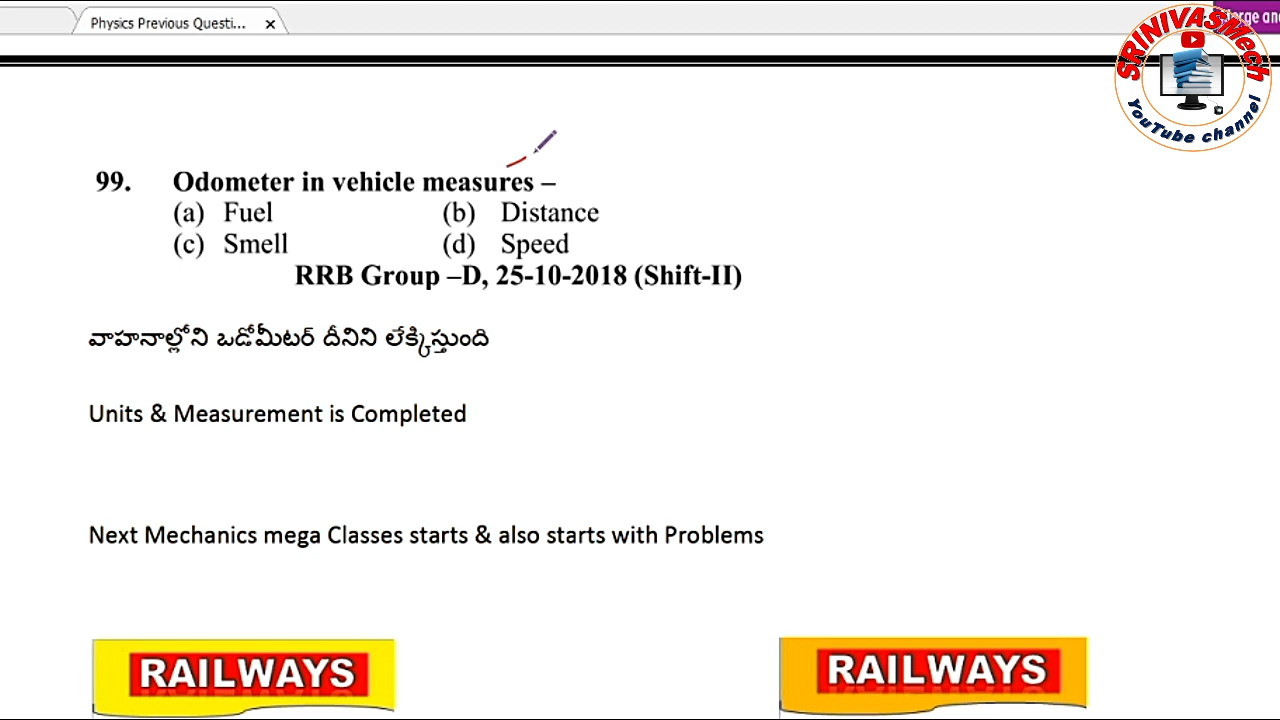 Physics Previous Questi...
rge an
SRINIVASMech
YouTube channel
99. Odometer in vehicle measures –
(a) Fuel (b) Distance
(c) Smell (d) Speed
RRB Group –D, 25-10-2018 (Shift-II)
వాహనాల్లోని ఒడోమీటర్ దీనిని లేక్కిస్తుంది
Units & Measurement is Completed
Next Mechanics mega Classes starts & also starts with Problems
RAILWAYS RAILWAYS